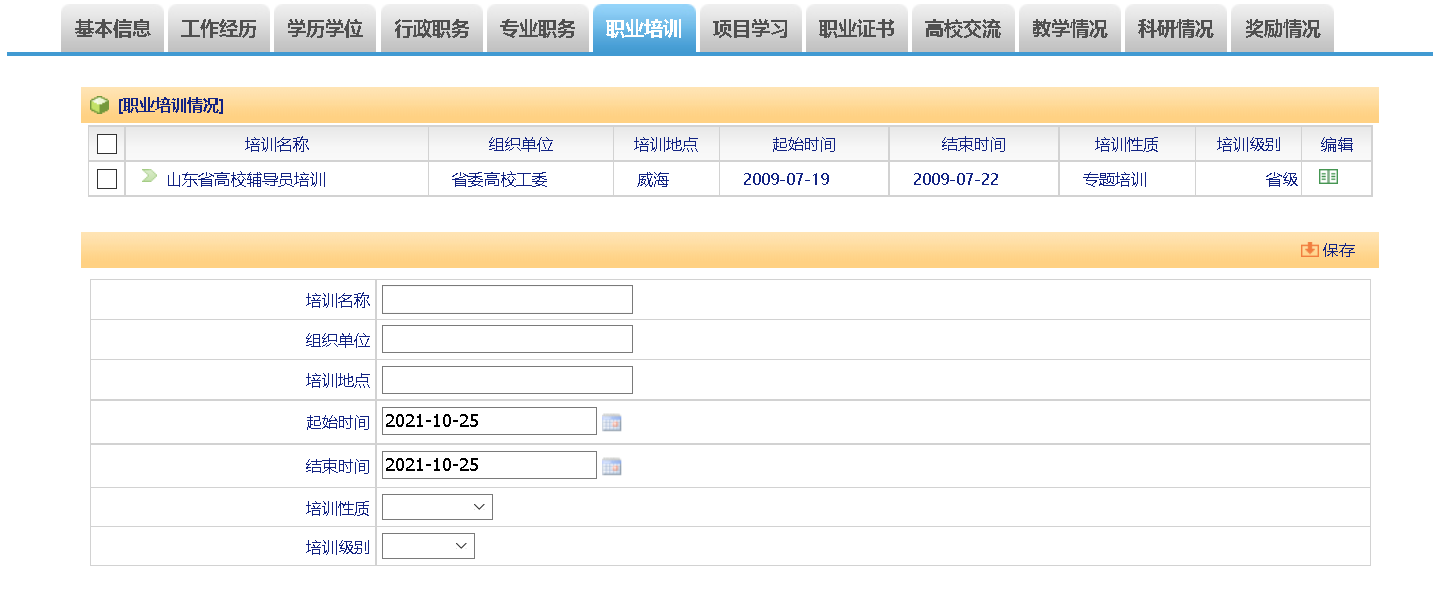 基本信息 工作经历 学历学位 行政职务 专业职务 职业培训 项目学习 职业证书 高校交流 教学情况 科研情况 奖励情况
[职业培训情况]
培训名称 组织单位 培训地点 起始时间 结束时间 培训性质 培训级别 编辑
山东省高校辅导员培训 省委高校工委 威海 2009-07-19 2009-07-22 专题培训 省级
保存
培训名称
组织单位
培训地点
起始时间 2021-10-25
结束时间 2021-10-25
培训性质
培训级别